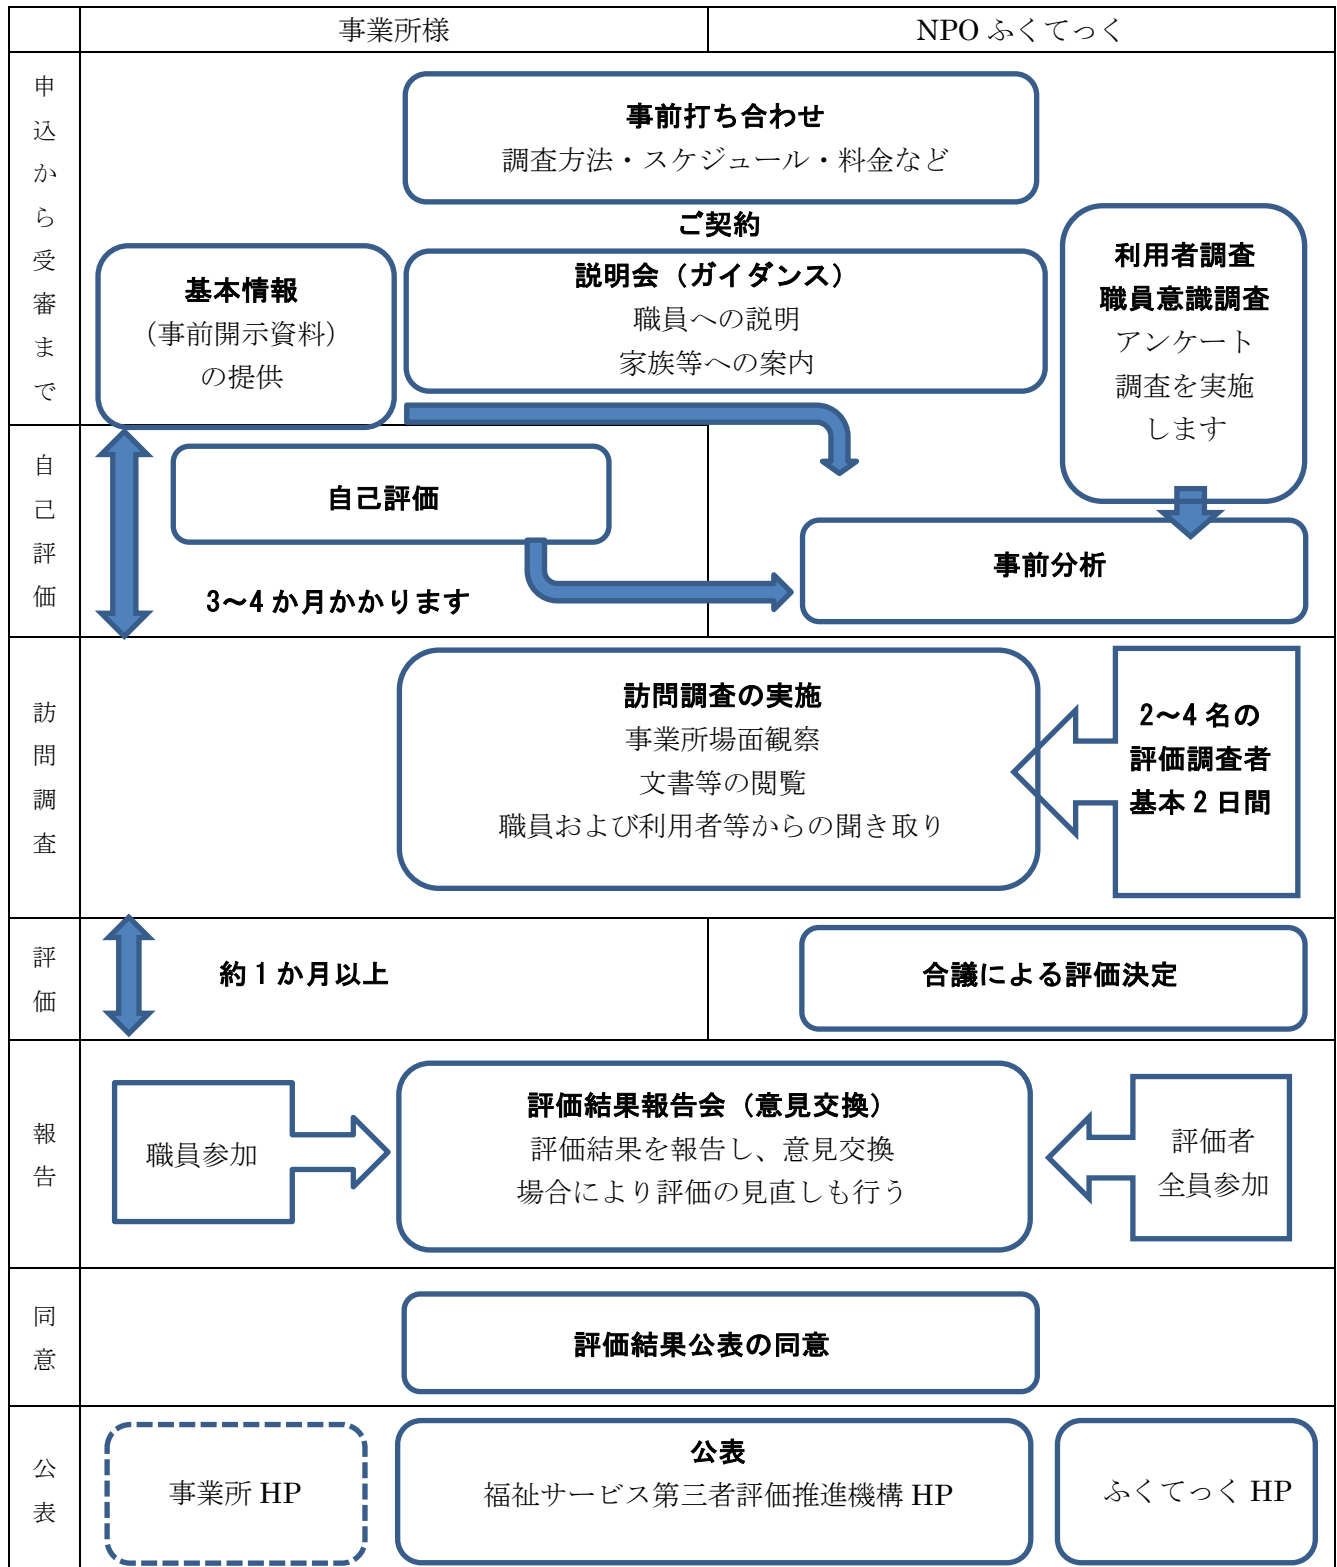 事業所様
NPO ふくてっく
申込から受審まで
事前打ち合わせ
調査方法・スケジュール・料金など
ご契約
基本情報
（事前開示資料）
の提供
説明会（ガイダンス）
職員への説明
家族等への案内
利用者調査
職員意識調査
アンケート
調査を実施
します
自己評価
自己評価
3～4 か月かかります
事前分析
訪問調査
訪問調査の実施
事業所場面観察
文書等の閲覧
職員および利用者等からの聞き取り
2～4 名の
評価調査者
基本 2 日間
評価
約 1 か月以上
合議による評価決定
報告
職員参加
評価結果報告会（意見交換）
評価結果を報告し、意見交換
場合により評価の見直しも行う
評価者
全員参加
同意
評価結果公表の同意
公表
事業所 HP
公表
福祉サービス第三者評価推進機構 HP
ふくてっく HP